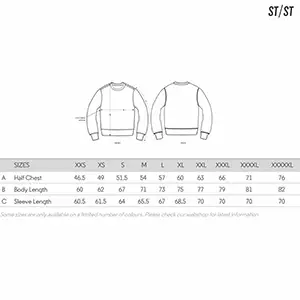 ST/ST
SIZES XXS XS S M L XL XXL XXXL XXXXL XXXXXL
A Half Chest 46.5 49 51.5 54 57 60 63 66 71 76
B Body Length 60 62 67 71 73 75 77 79 81 82
C Sleeve Length 60.5 61.5 64 65.5 67 68.5 70 70 70 70
Some sizes are only available on a limited number of colours. Please check our webshop for latest information.